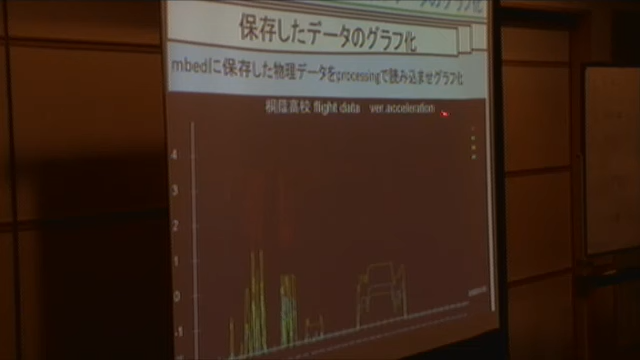 保存したデータのグラフ化
mbedに保存した物理データをprocessingで読み込ませグラフ化
桐蔭高校 flight data ver.acceleration
4
3
2
1
0
-1